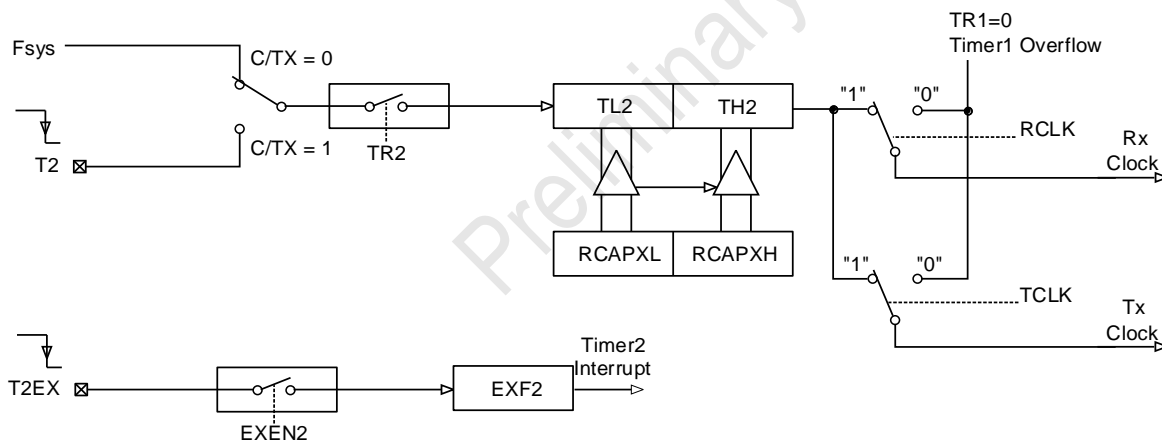 Preliminary
TR1=0
Timer1 Overflow
Fsys
C/TX = 0
"1" "0"
TL2 TH2
RCLK
T2
C/TX = 1
TR2
Rx
Clock
RCAPXL RCAPXH
"1" "0"
TCLK
Tx
Clock
Timer2
Interrupt
T2EX
EXF2
EXEN2